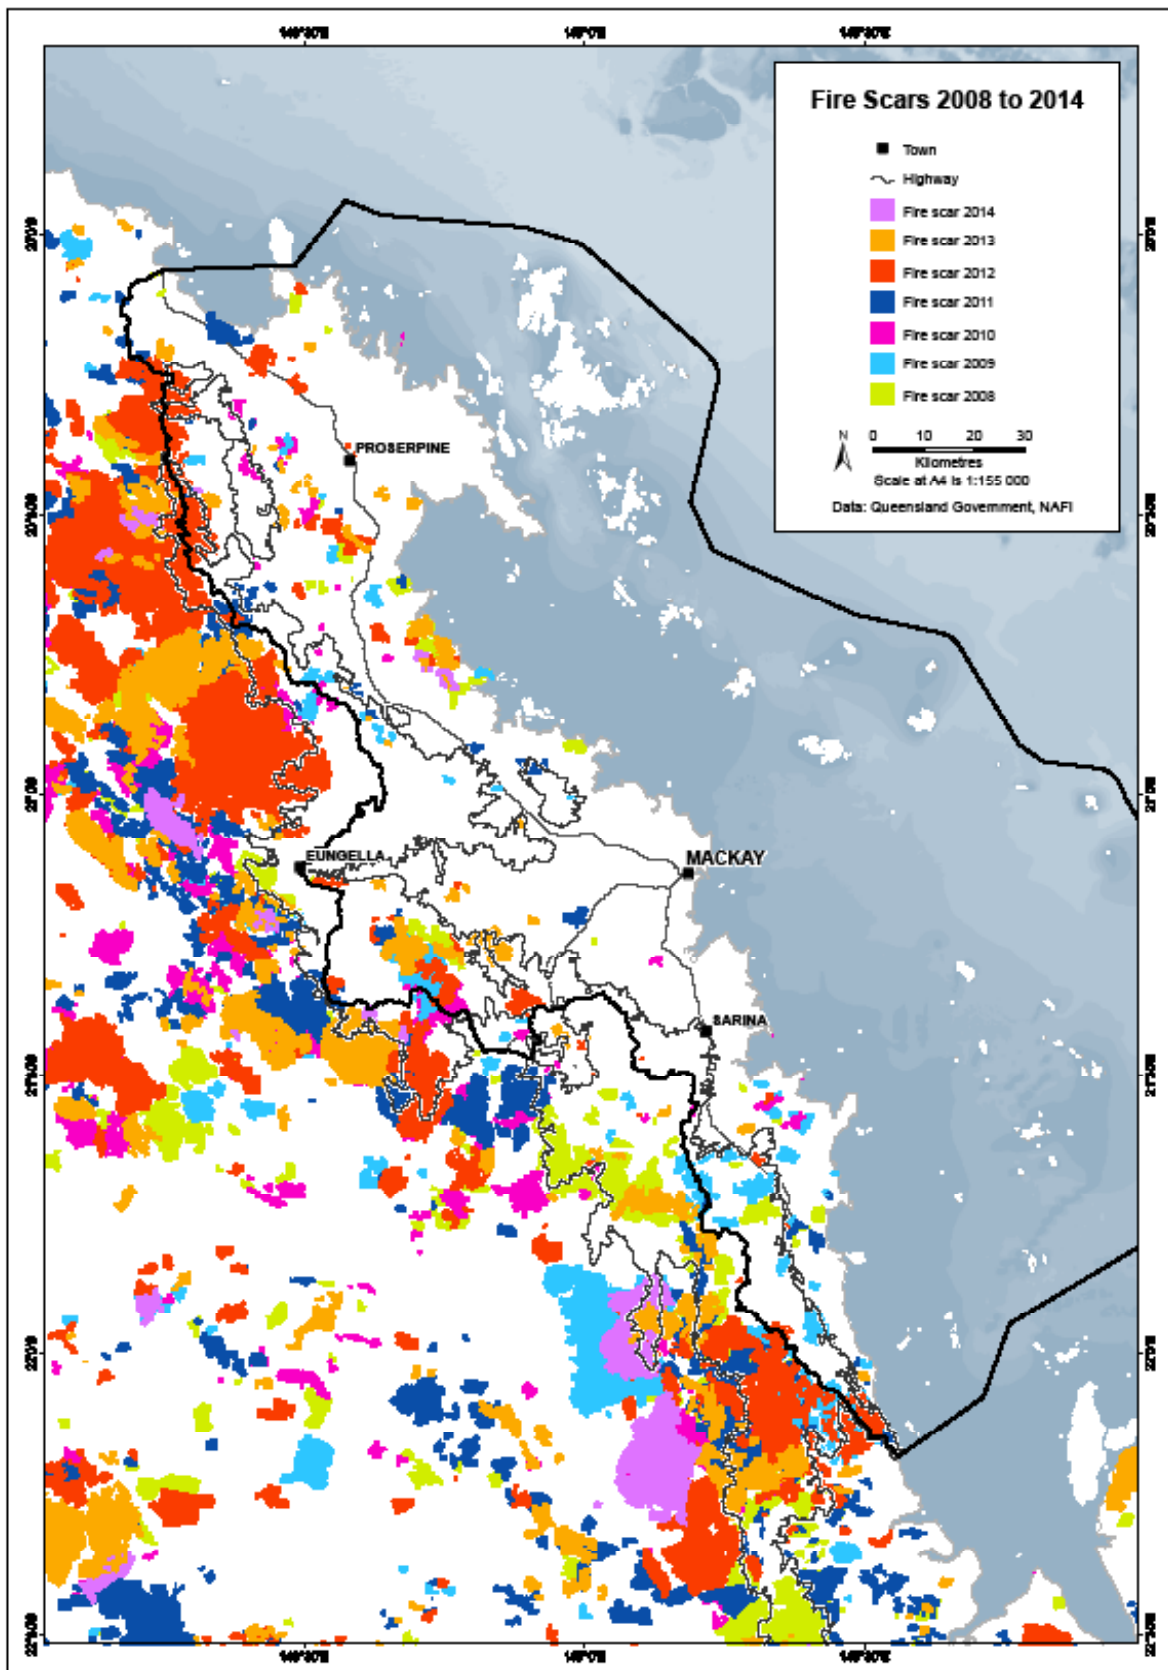 Fire Scars 2008 to 2014
Town
Highway
Fire scar 2014
Fire scar 2013
Fire scar 2012
Fire scar 2011
Fire scar 2010
Fire scar 2009
Fire scar 2008
N
0 10 20 30
Kilometres
Scale at A4 is 1:155 000
Data: Queensland Government, NAFI
PROSERPINE
EUNGELLA
MACKAY
SARINA